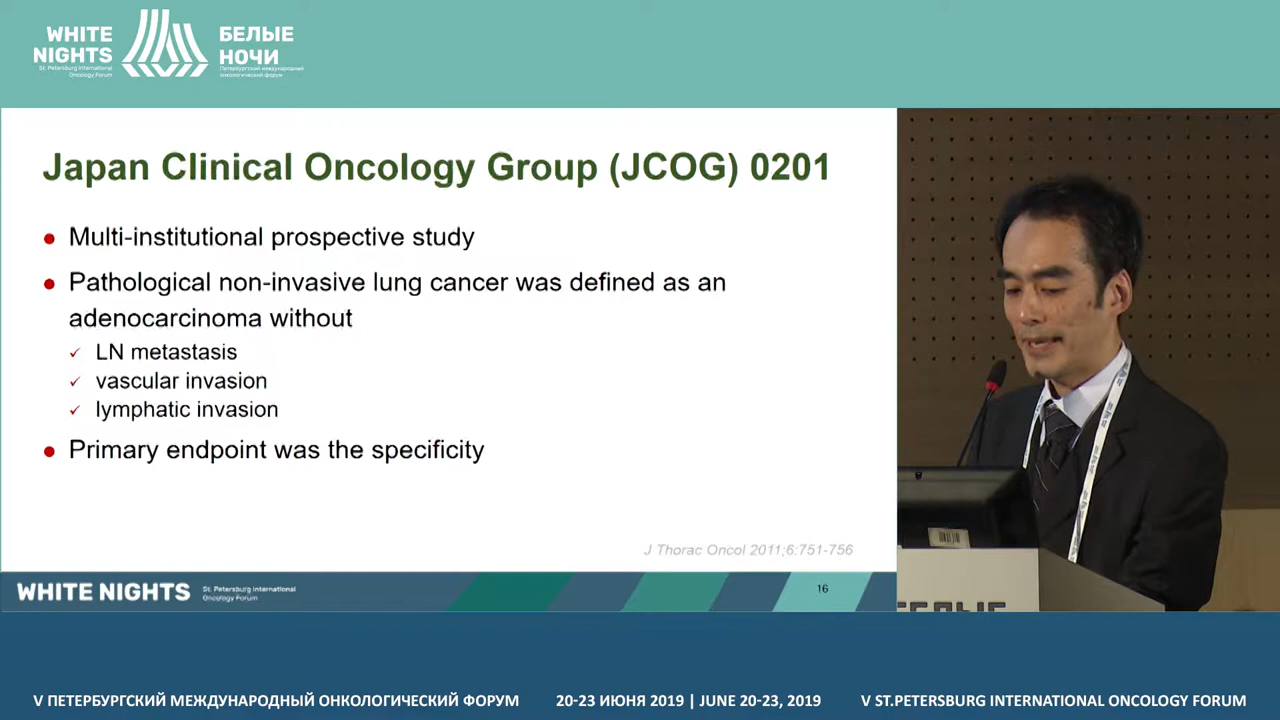 WHITE
NIGHTS
St. Petersburg International
Oncology Forum
БЕЛЫЕ
НОЧИ
Петербургский международный
онкологический форум
Japan Clinical Oncology Group (JCOG) 0201
Multi-institutional prospective study
Pathological non-invasive lung cancer was defined as an
adenocarcinoma without
LN metastasis
vascular invasion
lymphatic invasion
Primary endpoint was the specificity
J Thorac Oncol 2011;6:751-756
WHITE NIGHTS
St. Petersburg International
Oncology Forum
16
БЕЛЫЕ
V ПЕТЕРБУРГСКИЙ МЕЖДУНАРОДНЫЙ ОНКОЛОГИЧЕСКИЙ ФОРУМ
20-23 ИЮНЯ 2019 | JUNE 20-23, 2019
V ST.PETERSBURG INTERNATIONAL ONCOLOGY FORUM